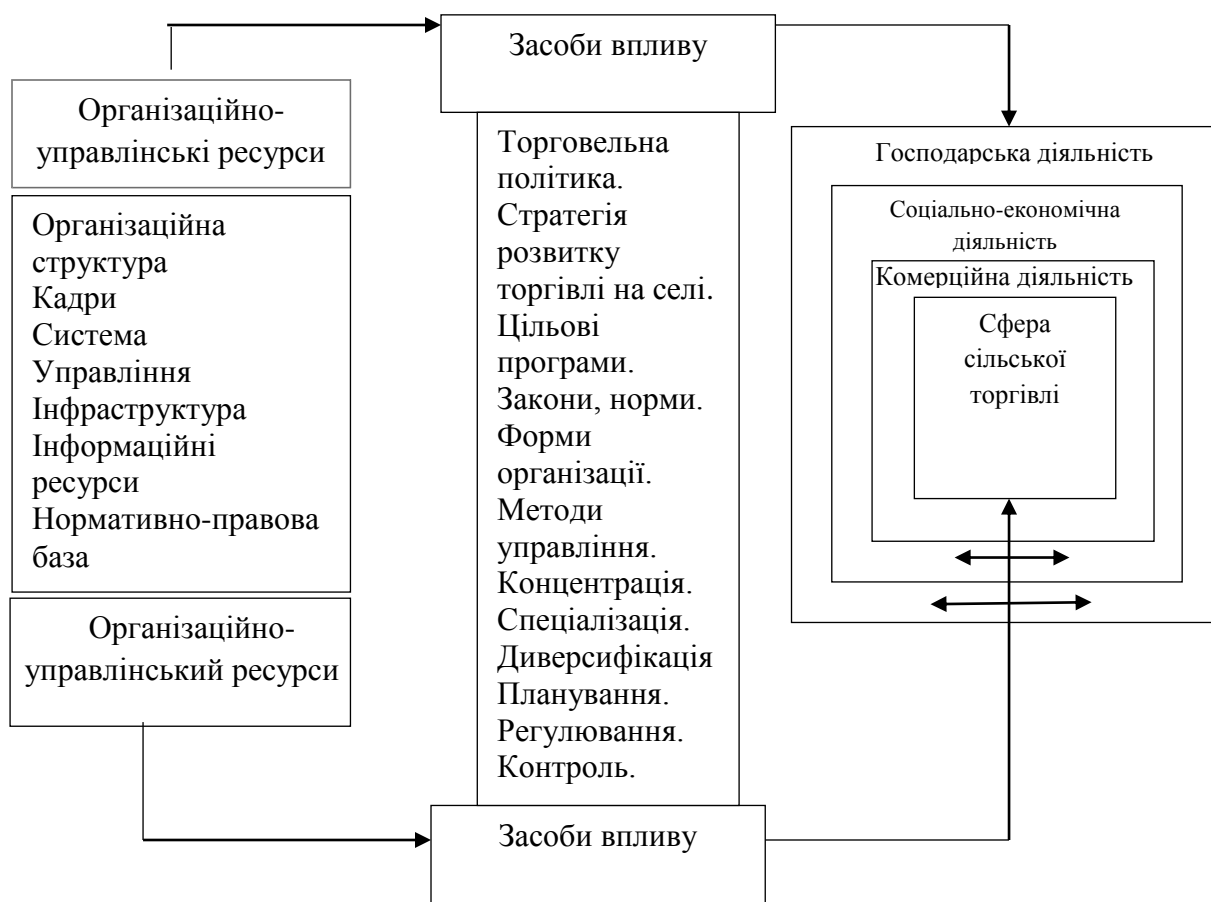 Засоби впливу
Організаційно-
управлінські ресурси
Організаційна
структура
Кадри
Система
Управління
Інфраструктура
Інформаційні
ресурси
Нормативно-правова
база
Організаційно-
управлінський ресурси
Торговельна
політика.
Стратегія
розвитку
торгівлі на селі.
Цільові
програми.
Закони, норми.
Форми
організації.
Методи
управління.
Концентрація.
Спеціалізація.
Диверсифікація
Планування.
Регулювання.
Контроль.
Засоби впливу
Господарська діяльність
Соціально-економічна
діяльність
Комерційна діяльність
Сфера
сільської
торгівлі